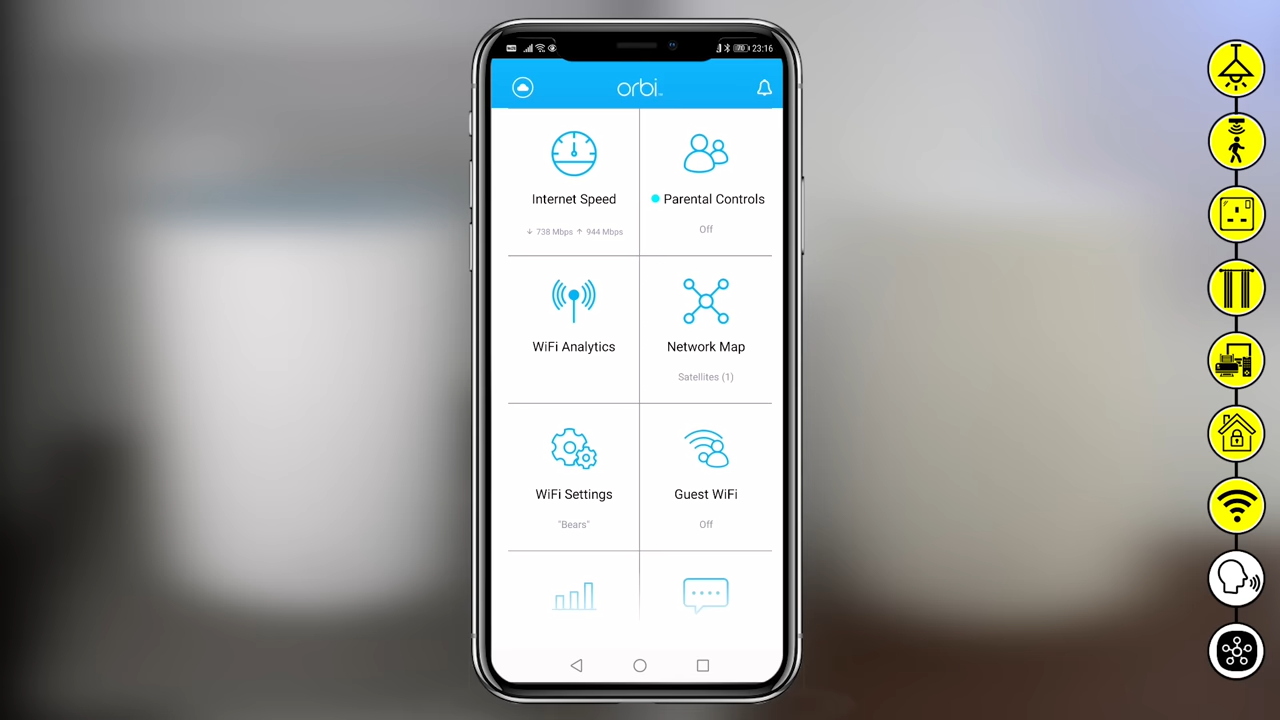 23:16
orbi
Internet Speed
↓ 738 Mbps ↑ 944 Mbps
Parental Controls
Off
WiFi Analytics
Network Map
Satellites (1)
WiFi Settings
"Bears"
Guest WiFi
Off